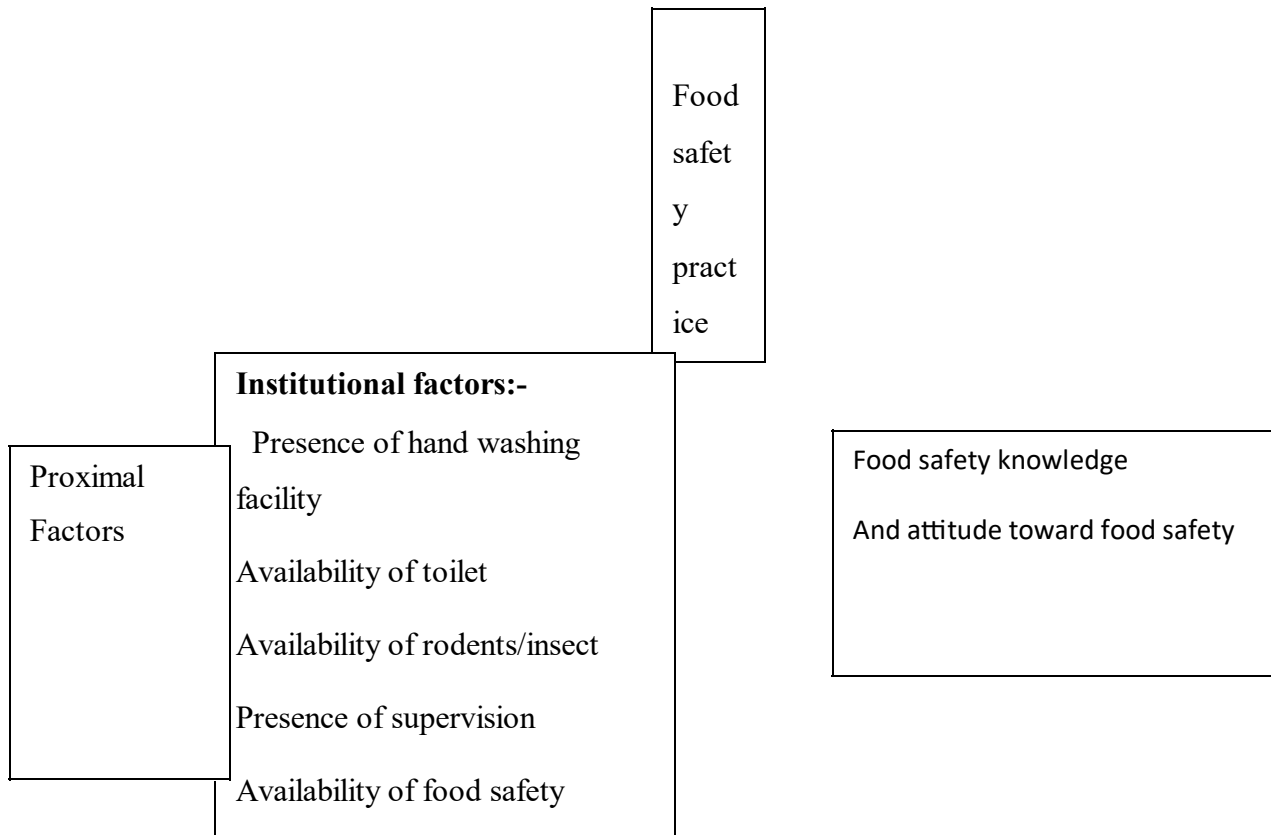 Food
safet
y
pract
ice
Institutional factors:-
Presence of hand washing
facility
Availability of toilet
Availability of rodents/insect
Presence of supervision
Availability of food safety
Proximal
Factors
Food safety knowledge
And attitude toward food safety